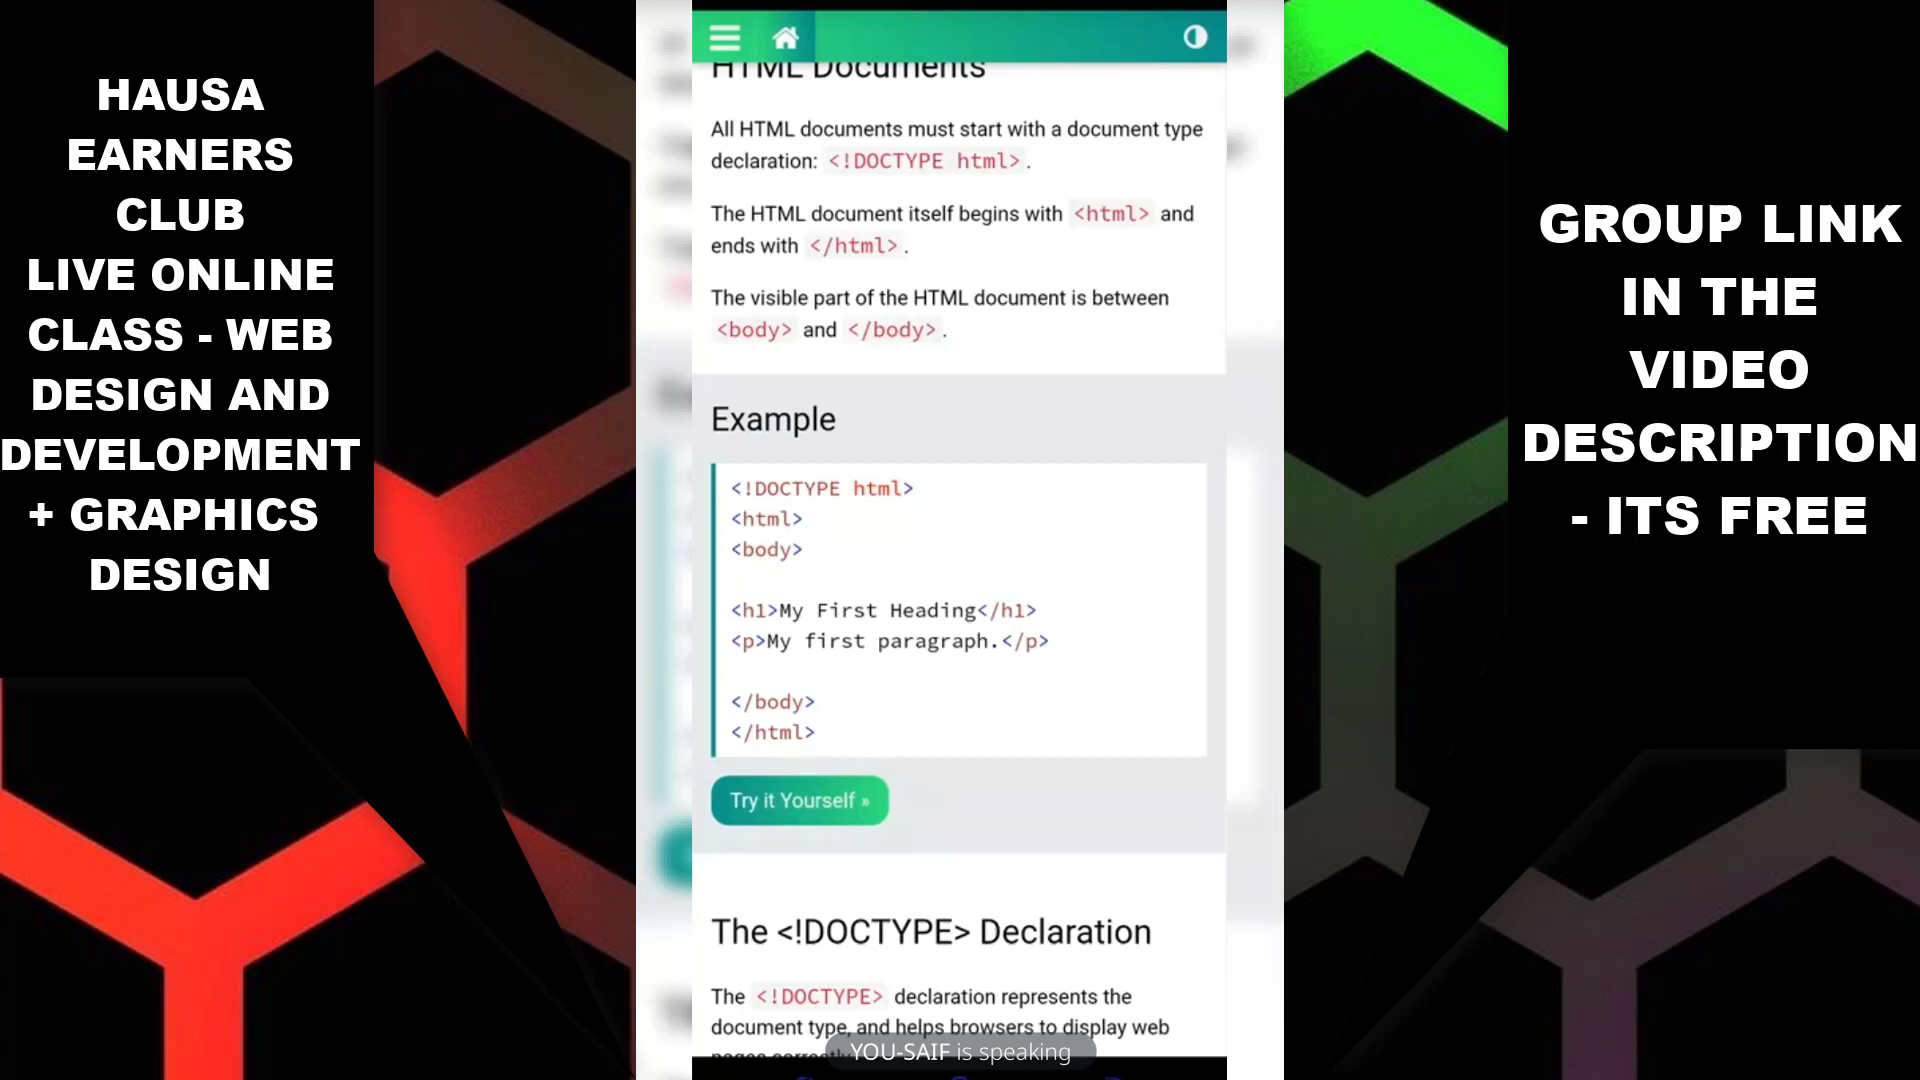 HAUSA
EARNERS
CLUB
LIVE ONLINE
CLASS - WEB
DESIGN AND
DEVELOPMENT
+ GRAPHICS
DESIGN
HTML Documents
All HTML documents must start with a document type
declaration: <!DOCTYPE html>.
The HTML document itself begins with <html> and
ends with </html>.
The visible part of the HTML document is between
<body> and </body>.
Example
<!DOCTYPE html>
<html>
<body>
<h1>My First Heading</h1>
<p>My first paragraph.</p>
</body>
</html>
Try it Yourself »
The <!DOCTYPE> Declaration
The <!DOCTYPE> declaration represents the
document type, and helps browsers to display web
YOU-SAIF is speaking
GROUP LINK
IN THE
VIDEO
DESCRIPTION
- ITS FREE